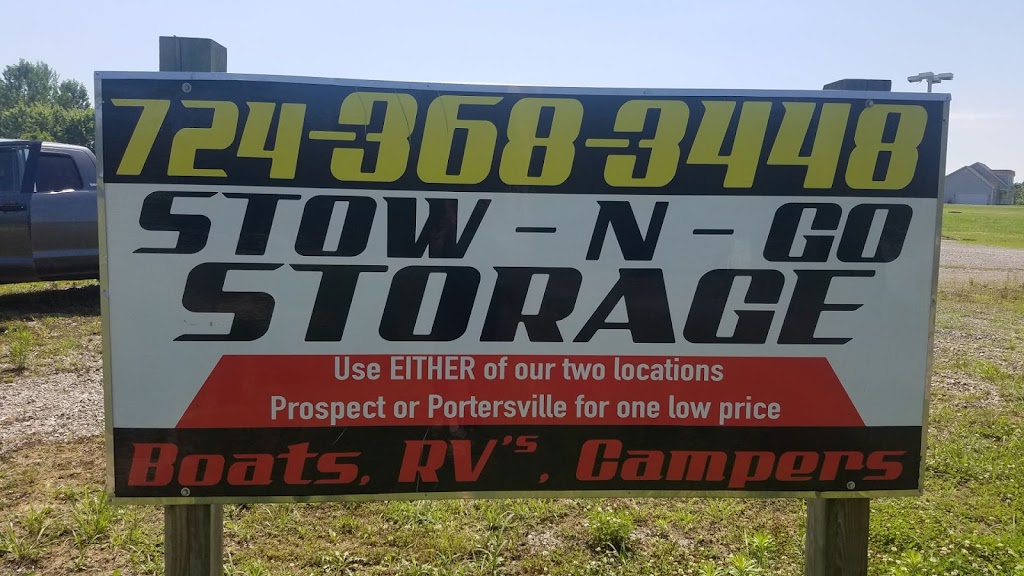 724-368-3448
STOW - N - GO
STORAGE
Use EITHER of our two locations
Prospect or Portersville for one low price
Boats, RV's, Campers